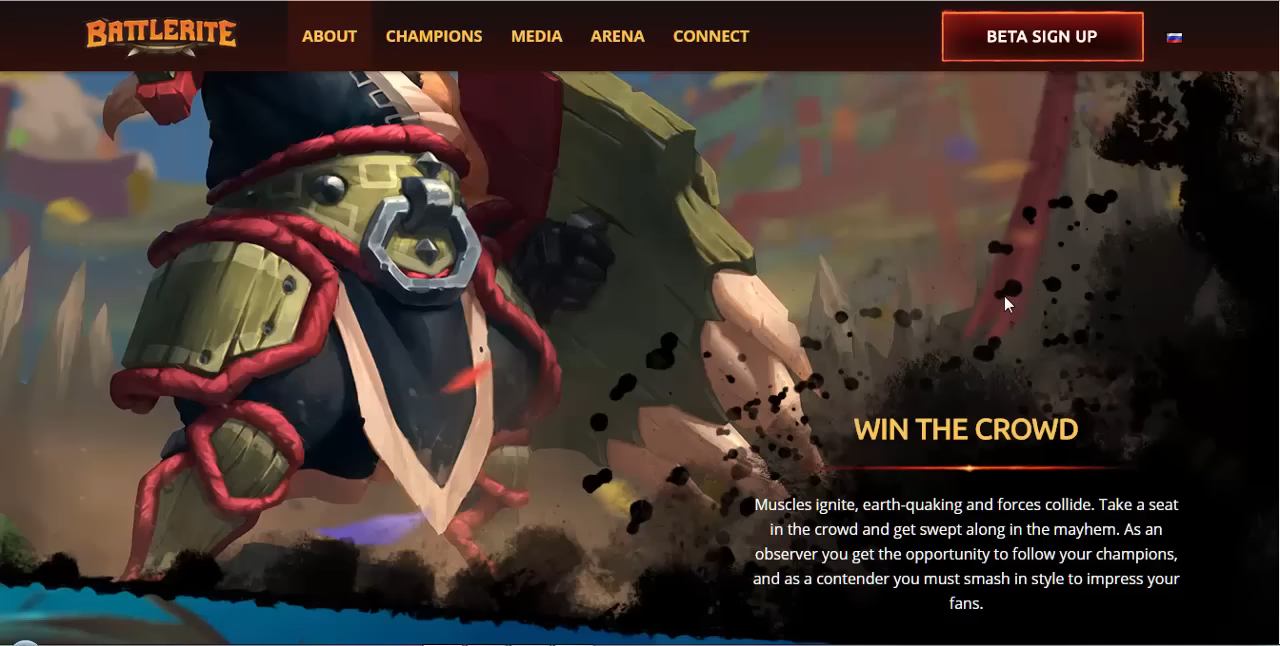 BATTLERITE
ABOUT CHAMPIONS MEDIA ARENA CONNECT BETA SIGN UP
WIN THE CROWD
Muscles ignite, earth-quaking and forces collide. Take a seat
in the crowd and get swept along in the mayhem. As an
observer you get the opportunity to follow your champions,
and as a contender you must smash in style to impress your
fans.